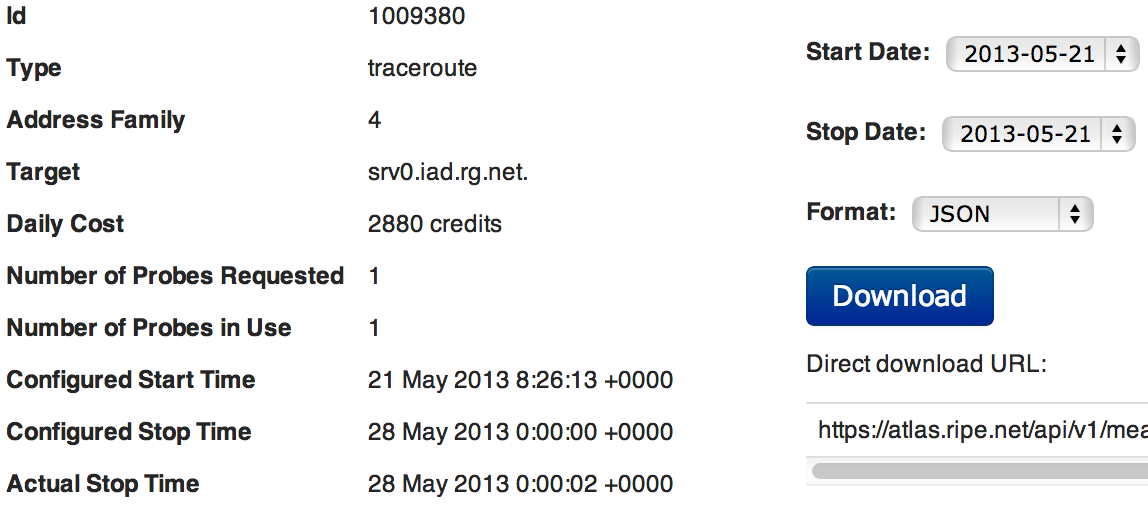 Id 1009380
Type traceroute
Address Family 4
Target srv0.iad.rg.net.
Daily Cost 2880 credits
Number of Probes Requested 1
Number of Probes in Use 1
Configured Start Time 21 May 2013 8:26:13 +0000
Configured Stop Time 28 May 2013 0:00:00 +0000
Actual Stop Time 28 May 2013 0:00:02 +0000
Start Date: 2013-05-21
Stop Date: 2013-05-21
Format: JSON
Download
Direct download URL:
https://atlas.ripe.net/api/v1/mea